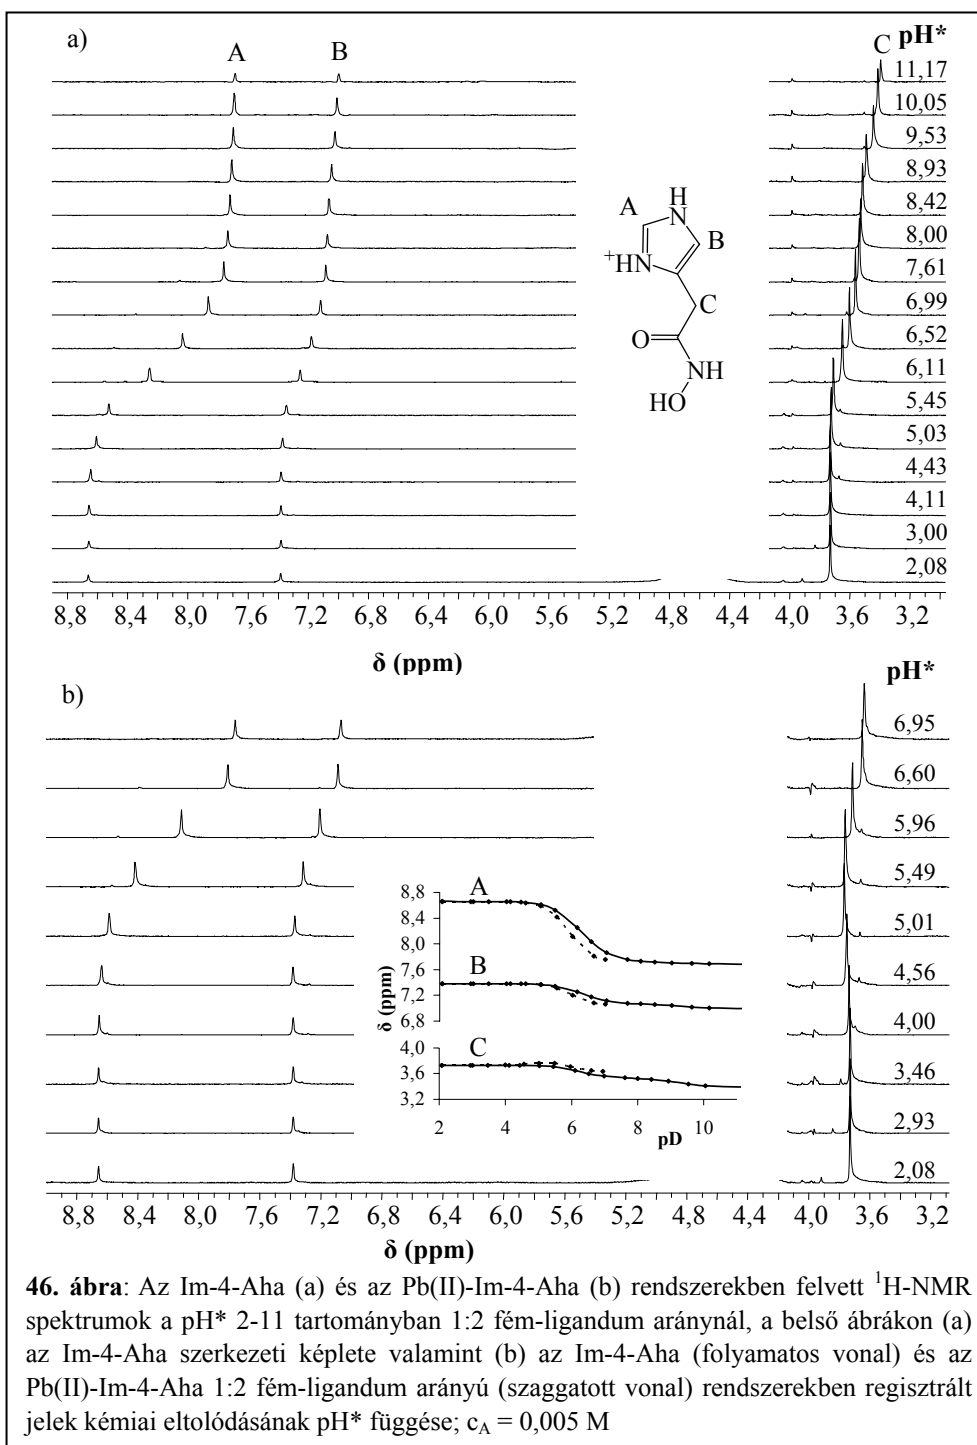 a)
A B C pH*
11,17
10,05
9,53
8,93
8,42
8,00
7,61
6,99
6,52
6,11
5,45
5,03
4,43
4,11
3,00
2,08
H
A N
B
+HN
C
O
NH
HO
8,8 8,4 8,0 7,6 7,2 6,8 6,4 6,0 5,6 5,2 4,8 4,4 4,0 3,6 3,2
δ (ppm)
b)
pH*
6,95
6,60
5,96
5,49
5,01
4,56
4,00
3,46
2,93
2,08
A
8,8
8,4
8,0
7,6
B
7,2
6,8
δ (ppm)
C
4,0
3,6
3,2
2 4 6 8 10
pD
8,8 8,4 8,0 7,6 7,2 6,8 6,4 6,0 5,6 5,2 4,8 4,4 4,0 3,6 3,2
δ (ppm)
46. ábra: Az Im-4-Aha (a) és az Pb(II)-Im-4-Aha (b) rendszerekben felvett ¹H-NMR
spektrumok a pH* 2-11 tartományban 1:2 fém-ligandum aránynál, a belső ábrákon (a)
az Im-4-Aha szerkezeti képlete valamint (b) az Im-4-Aha (folyamatos vonal) és az
Pb(II)-Im-4-Aha 1:2 fém-ligandum arányú (szaggatott vonal) rendszerekben regisztrált
jelek kémiai eltolódásának pH* függése; c_A = 0,005 M